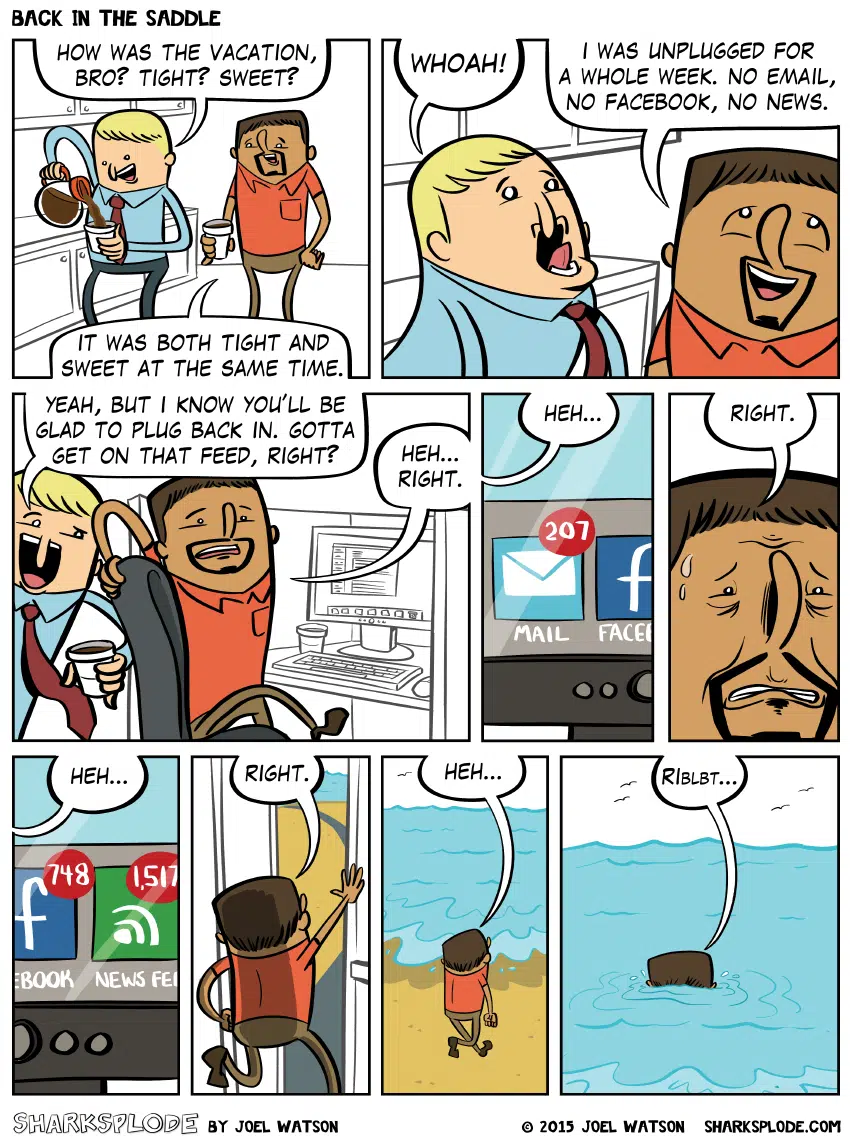 BACK IN THE SADDLE
HOW WAS THE VACATION,
BRO? TIGHT? SWEET?
IT WAS BOTH TIGHT AND
SWEET AT THE SAME TIME.
WHOAH!
I WAS UNPLUGGED FOR
A WHOLE WEEK. NO EMAIL,
NO FACEBOOK, NO NEWS.
YEAH, BUT I KNOW YOU'LL BE
GLAD TO PLUG BACK IN. GOTTA
GET ON THAT FEED, RIGHT?
HEH...
RIGHT.
HEH...
207
f
MAIL FACEE
RIGHT.
HEH...
748 1,517
f
EBOOK NEWS FEE
RIGHT.
HEH...
RIBLBT...
SHARKSPLODE BY JOEL WATSON © 2015 JOEL WATSON SHARKSPLODE.COM